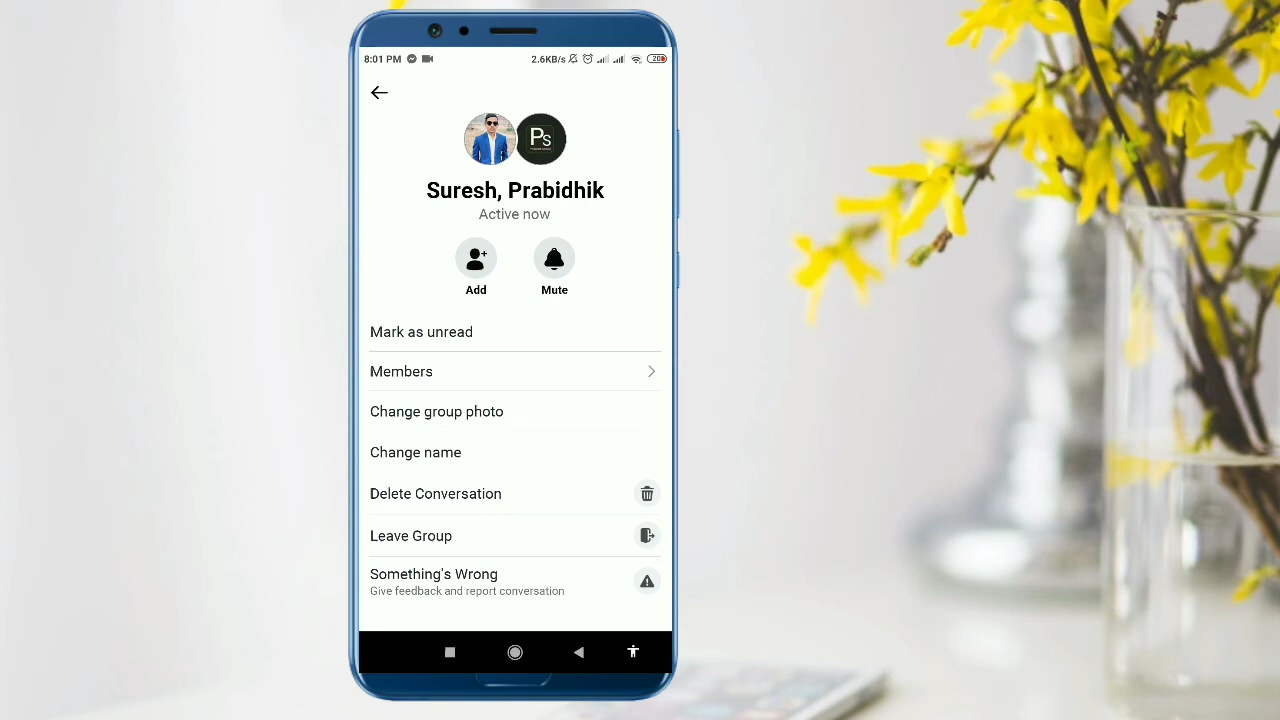 8:01 PM
2.6KB/s
20
Ps
Suresh, Prabidhik
Active now
Add
Mute
Mark as unread
Members
Change group photo
Change name
Delete Conversation
Leave Group
Something's Wrong
Give feedback and report conversation